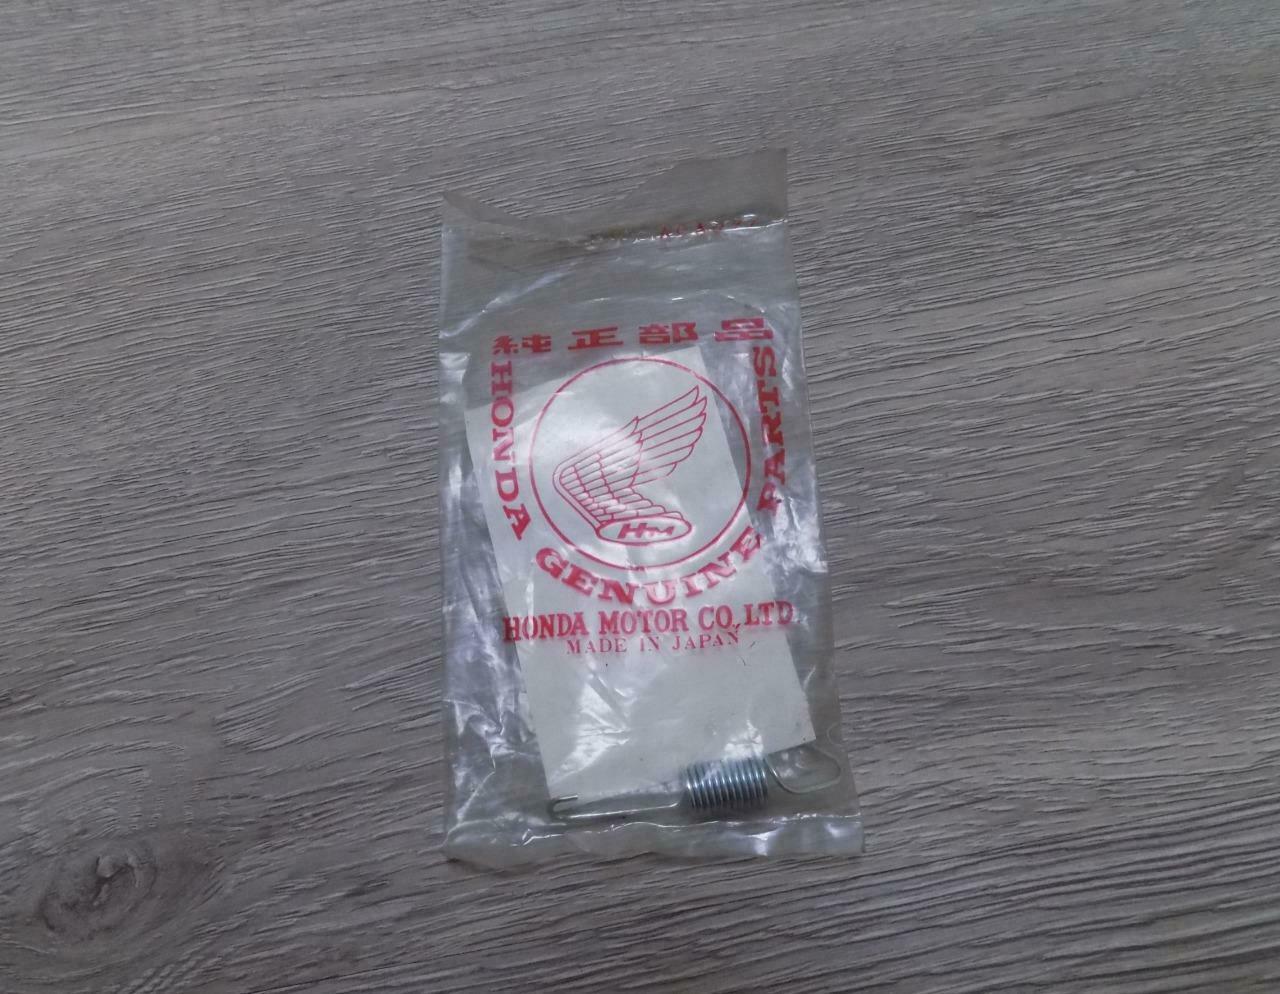 純正部品
HONDA GENUINE PARTS
HM
HONDA MOTOR CO., LTD
MADE IN JAPAN